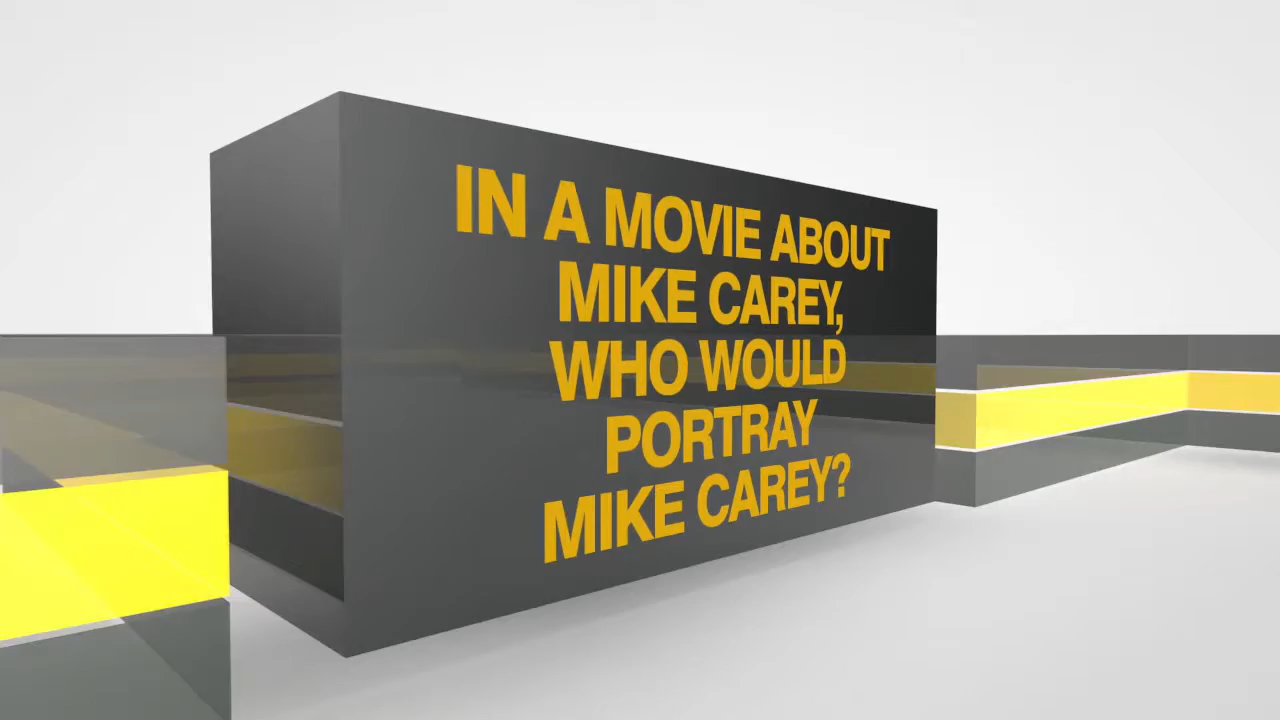 IN A MOVIE ABOUT
MIKE CAREY,
WHO WOULD
PORTRAY
MIKE CAREY?